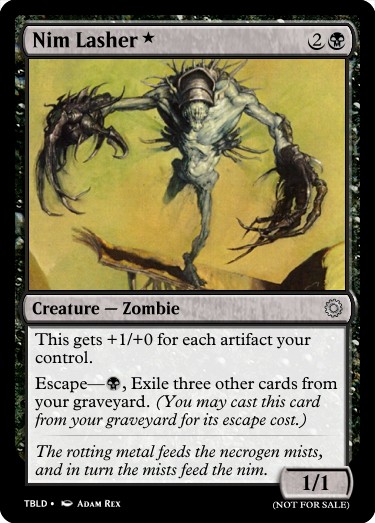 Nim Lasher ★ 2
Creature — Zombie
This gets +1/+0 for each artifact your
control.
Escape—, Exile three other cards from
your graveyard. (You may cast this card
from your graveyard for its escape cost.)
The rotting metal feeds the necrogen mists,
and in turn the mists feed the nim.
1/1
TBLD • Adam Rex
(NOT FOR SALE)